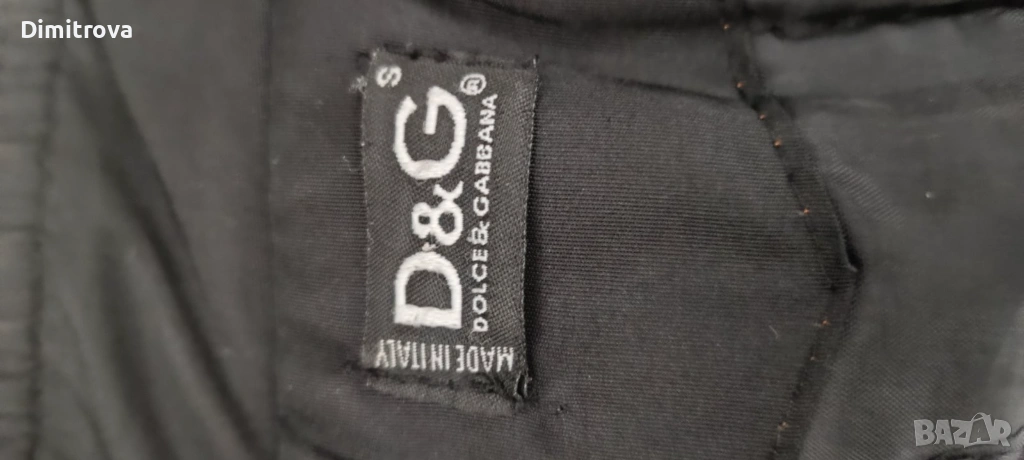 Dimitrova
S
D&G®
DOLCE & GABBANA
MADE IN ITALY
BAZAR